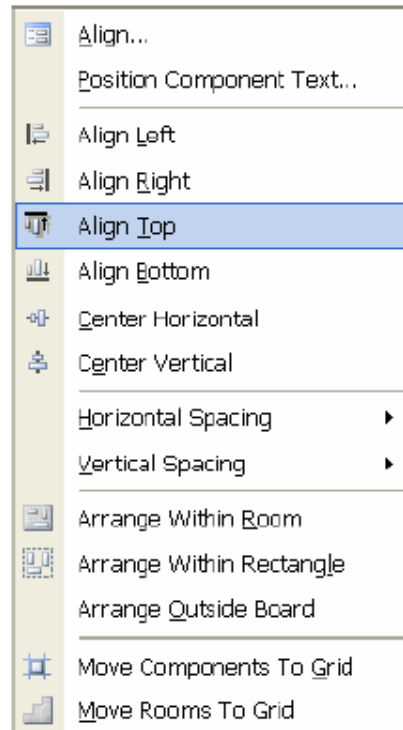 Align...
Position Component Text...
Align Left
Align Right
Align Top
Align Bottom
Center Horizontal
Center Vertical
Horizontal Spacing
Vertical Spacing
Arrange Within Room
Arrange Within Rectangle
Arrange Outside Board
Move Components To Grid
Move Rooms To Grid